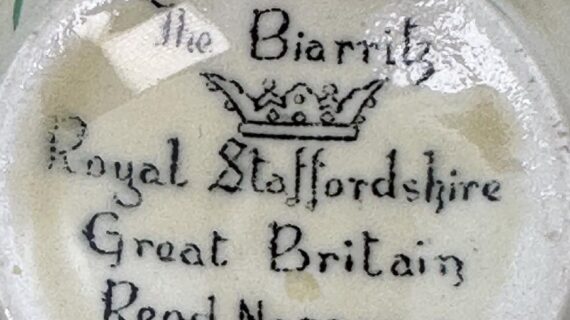 The Biarritz
Royal Staffordshire
Great Britain